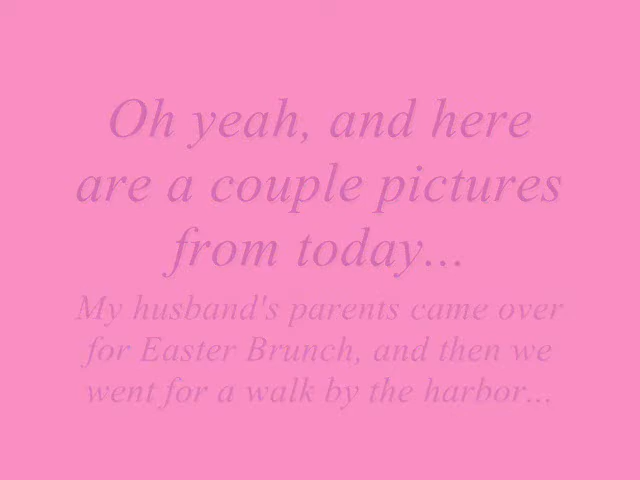 Oh yeah, and here
are a couple pictures
from today...
My husband's parents came over
for Easter Brunch, and then we
went for a walk by the harbor...